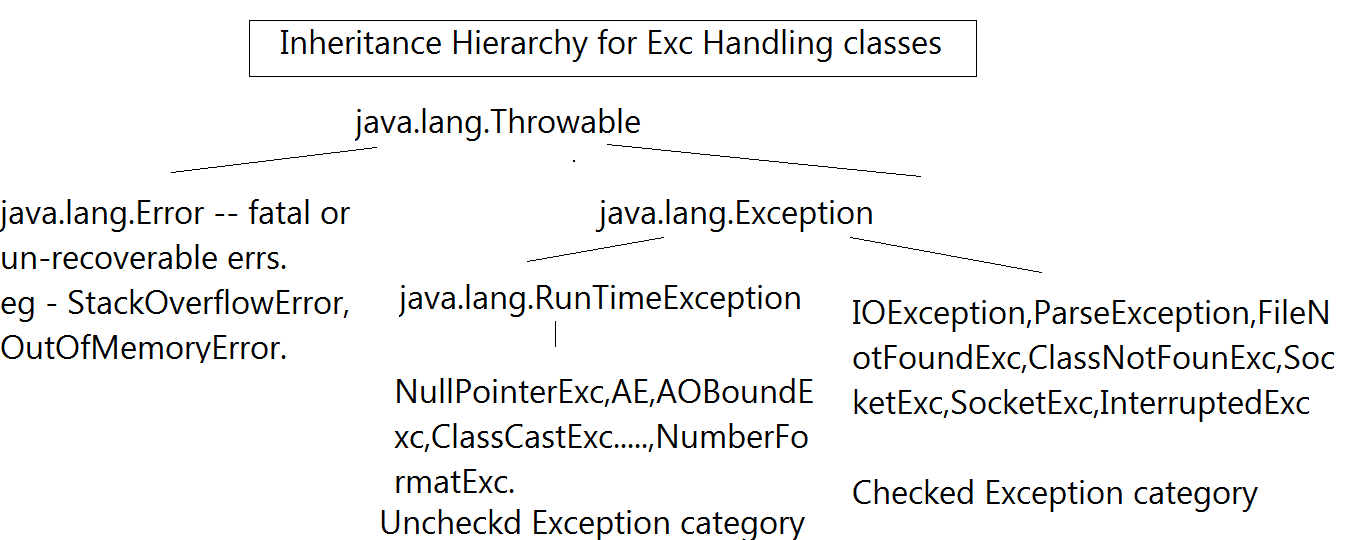 Inheritance Hierarchy for Exc Handling classes
java.lang.Throwable
java.lang.Error -- fatal or
un-recoverable errs.
eg - StackOverflowError,
OutOfMemoryError.
java.lang.Exception
java.lang.RunTimeException
NullPointerExc,AE,AOBoundE
xc,ClassCastExc.....,NumberFo
rmatExc.
Uncheckd Exception category
IOException,ParseException,FileN
otFoundExc,ClassNotFounExc,Soc
ketExc,SocketExc,InterruptedExc
Checked Exception category